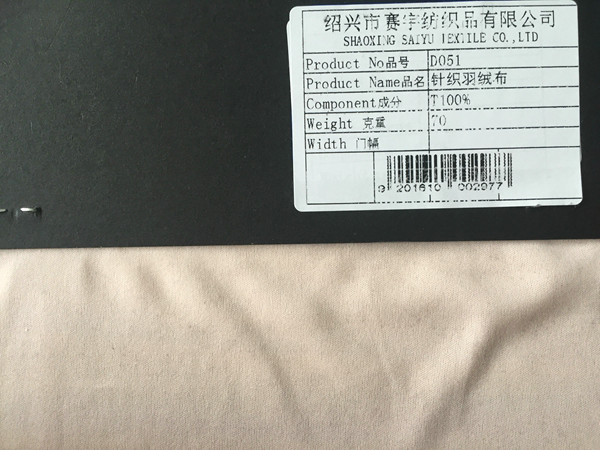 绍兴市赛宇纺织品有限公司
SHAOXING SAIYU TEXTILE CO.,LTD
Product No品号 D051
Product Name品名 针织羽绒布
Component成分 T100%
Weight 克重 70
Width 门幅
9 201610 002977